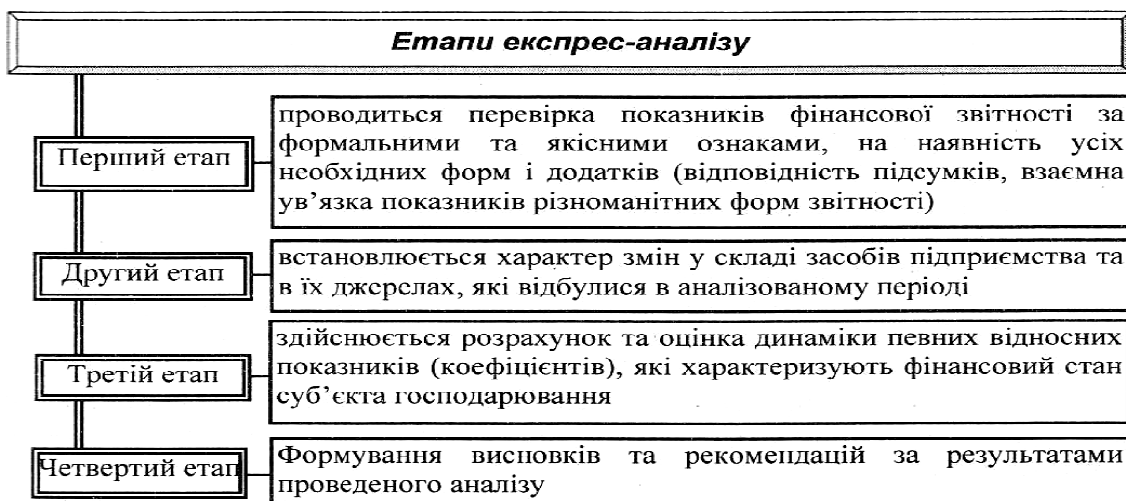 Етапи експрес-аналізу
Перший етап
проводиться перевірка показників фінансової звітності за
формальними та якісними ознаками, на наявність усіх
необхідних форм і додатків (відповідність підсумків, взаємна
ув’язка показників різноманітних форм звітності)
Другий етап
встановлюється характер змін у складі засобів підприємства та
в їх джерелах, які відбулися в аналізованому періоді
Третій етап
здійснюється розрахунок та оцінка динаміки певних відносних
показників (коефіцієнтів), які характеризують фінансовий стан
суб’єкта господарювання
Четвертий етап
Формування висновків та рекомендацій за результатами
проведеного аналізу